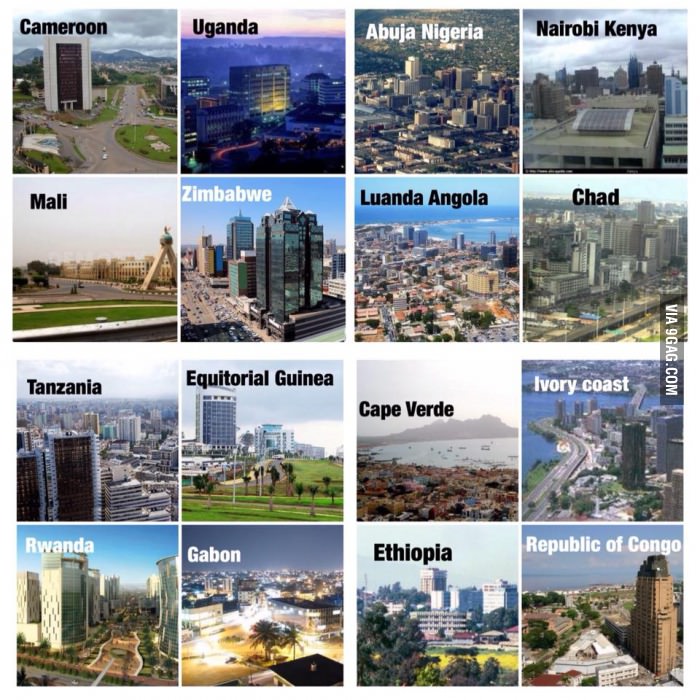 Cameroon
Uganda
Abuja Nigeria
Nairobi Kenya
Mali
Zimbabwe
Luanda Angola
Chad
VIA 9GAG.COM
Tanzania
Equitorial Guinea
Cape Verde
Ivory coast
Rwanda
Gabon
Ethiopia
Republic of Congo